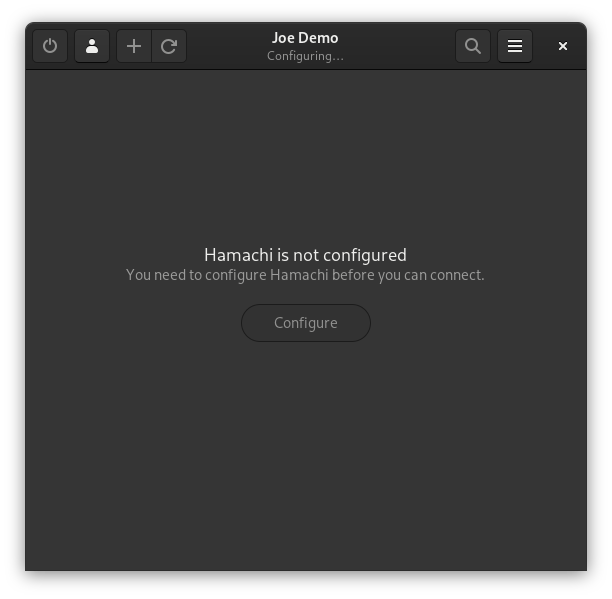 Joe Demo
Configuring...
Hamachi is not configured
You need to configure Hamachi before you can connect.
Configure